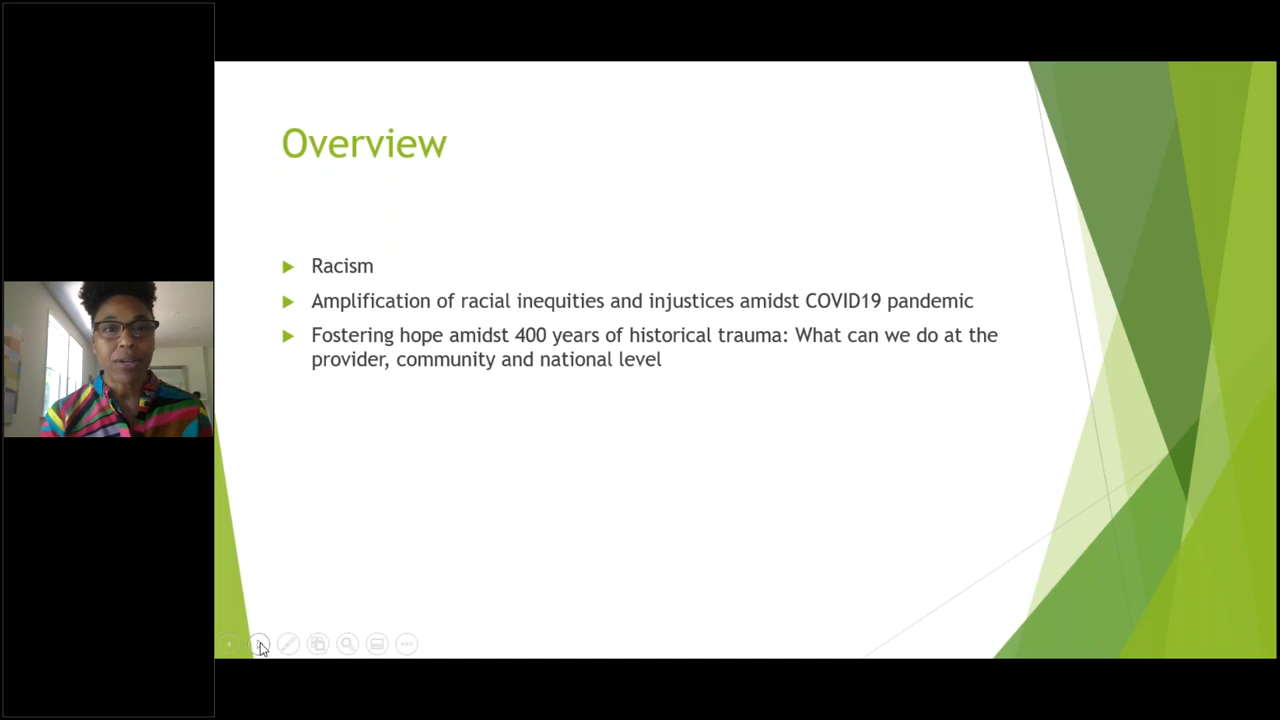 Overview
Racism
Amplification of racial inequities and injustices amidst COVID19 pandemic
Fostering hope amidst 400 years of historical trauma: What can we do at the
provider, community and national level